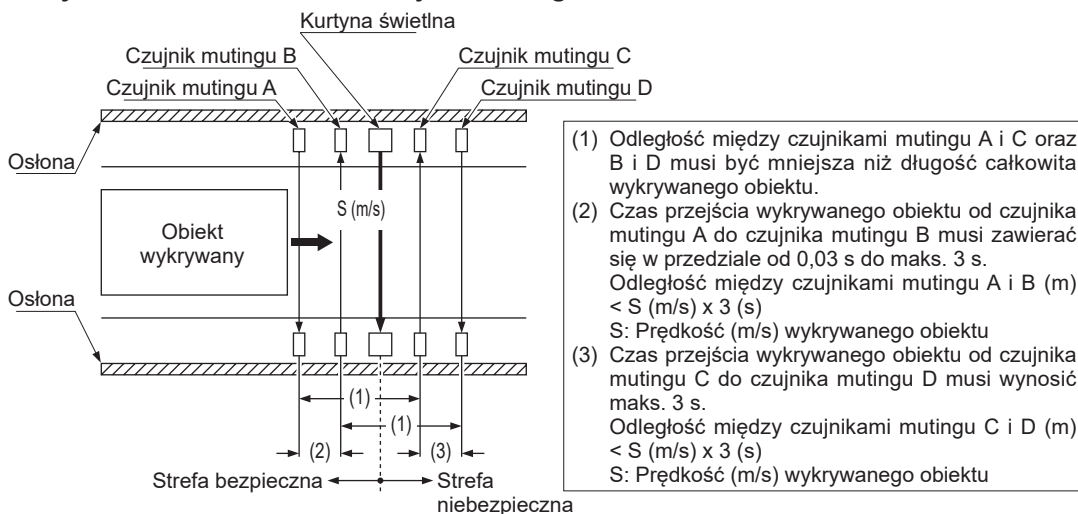 Kurtyna świetlna
Czujnik mutingu B
Czujnik mutingu C
Czujnik mutingu A
Czujnik mutingu D
Osłona
S (m/s)
Obiekt
wykrywany
Osłona
(1)
(1)
(2)
(3)
Strefa bezpieczna
Strefa
niebezpieczna
(1) Odległość między czujnikami mutingu A i C oraz
B i D musi być mniejsza niż długość całkowita
wykrywanego obiektu.
(2) Czas przejścia wykrywanego obiektu od czujnika
mutingu A do czujnika mutingu B musi zawierać
się w przedziale od 0,03 s do maks. 3 s.
Odległość między czujnikami mutingu A i B (m)
< S (m/s) x 3 (s)
S: Prędkość (m/s) wykrywanego obiektu
(3) Czas przejścia wykrywanego obiektu od czujnika
mutingu C do czujnika mutingu D musi wynosić
maks. 3 s.
Odległość między czujnikami mutingu C i D (m)
< S (m/s) x 3 (s)
S: Prędkość (m/s) wykrywanego obiektu